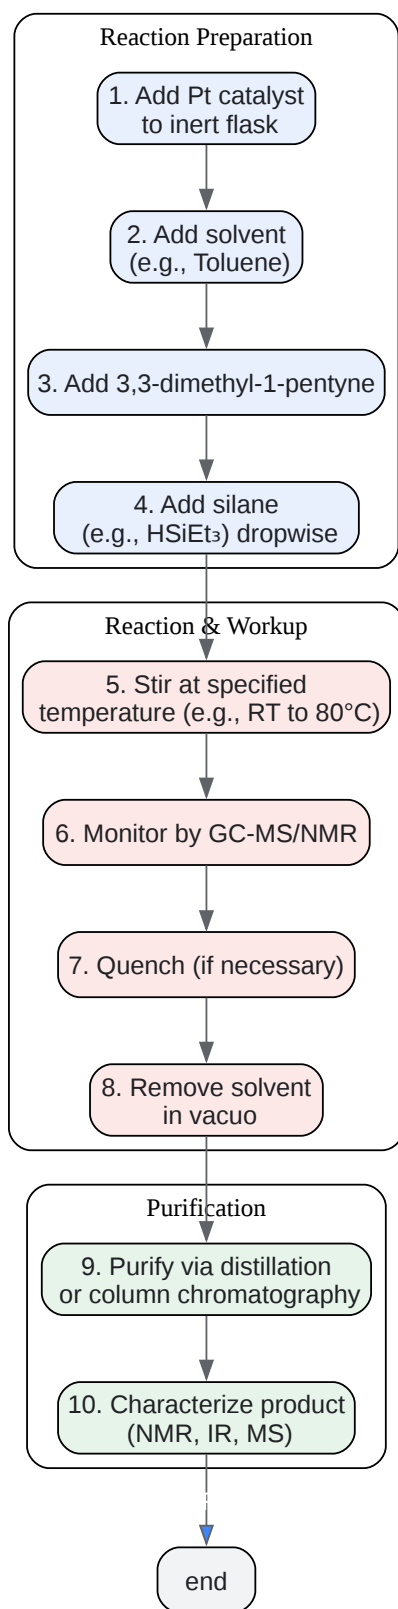 Reaction Preparation
1. Add Pt catalyst
to inert flask
2. Add solvent
(e.g., Toluene)
3. Add 3,3-dimethyl-1-pentyne
4. Add silane
(e.g., HSiEt₃) dropwise
Reaction & Workup
5. Stir at specified
temperature (e.g., RT to 80°C)
6. Monitor by GC-MS/NMR
7. Quench (if necessary)
8. Remove solvent
in vacuo
Purification
9. Purify via distillation
or column chromatography
10. Characterize product
(NMR, IR, MS)
end